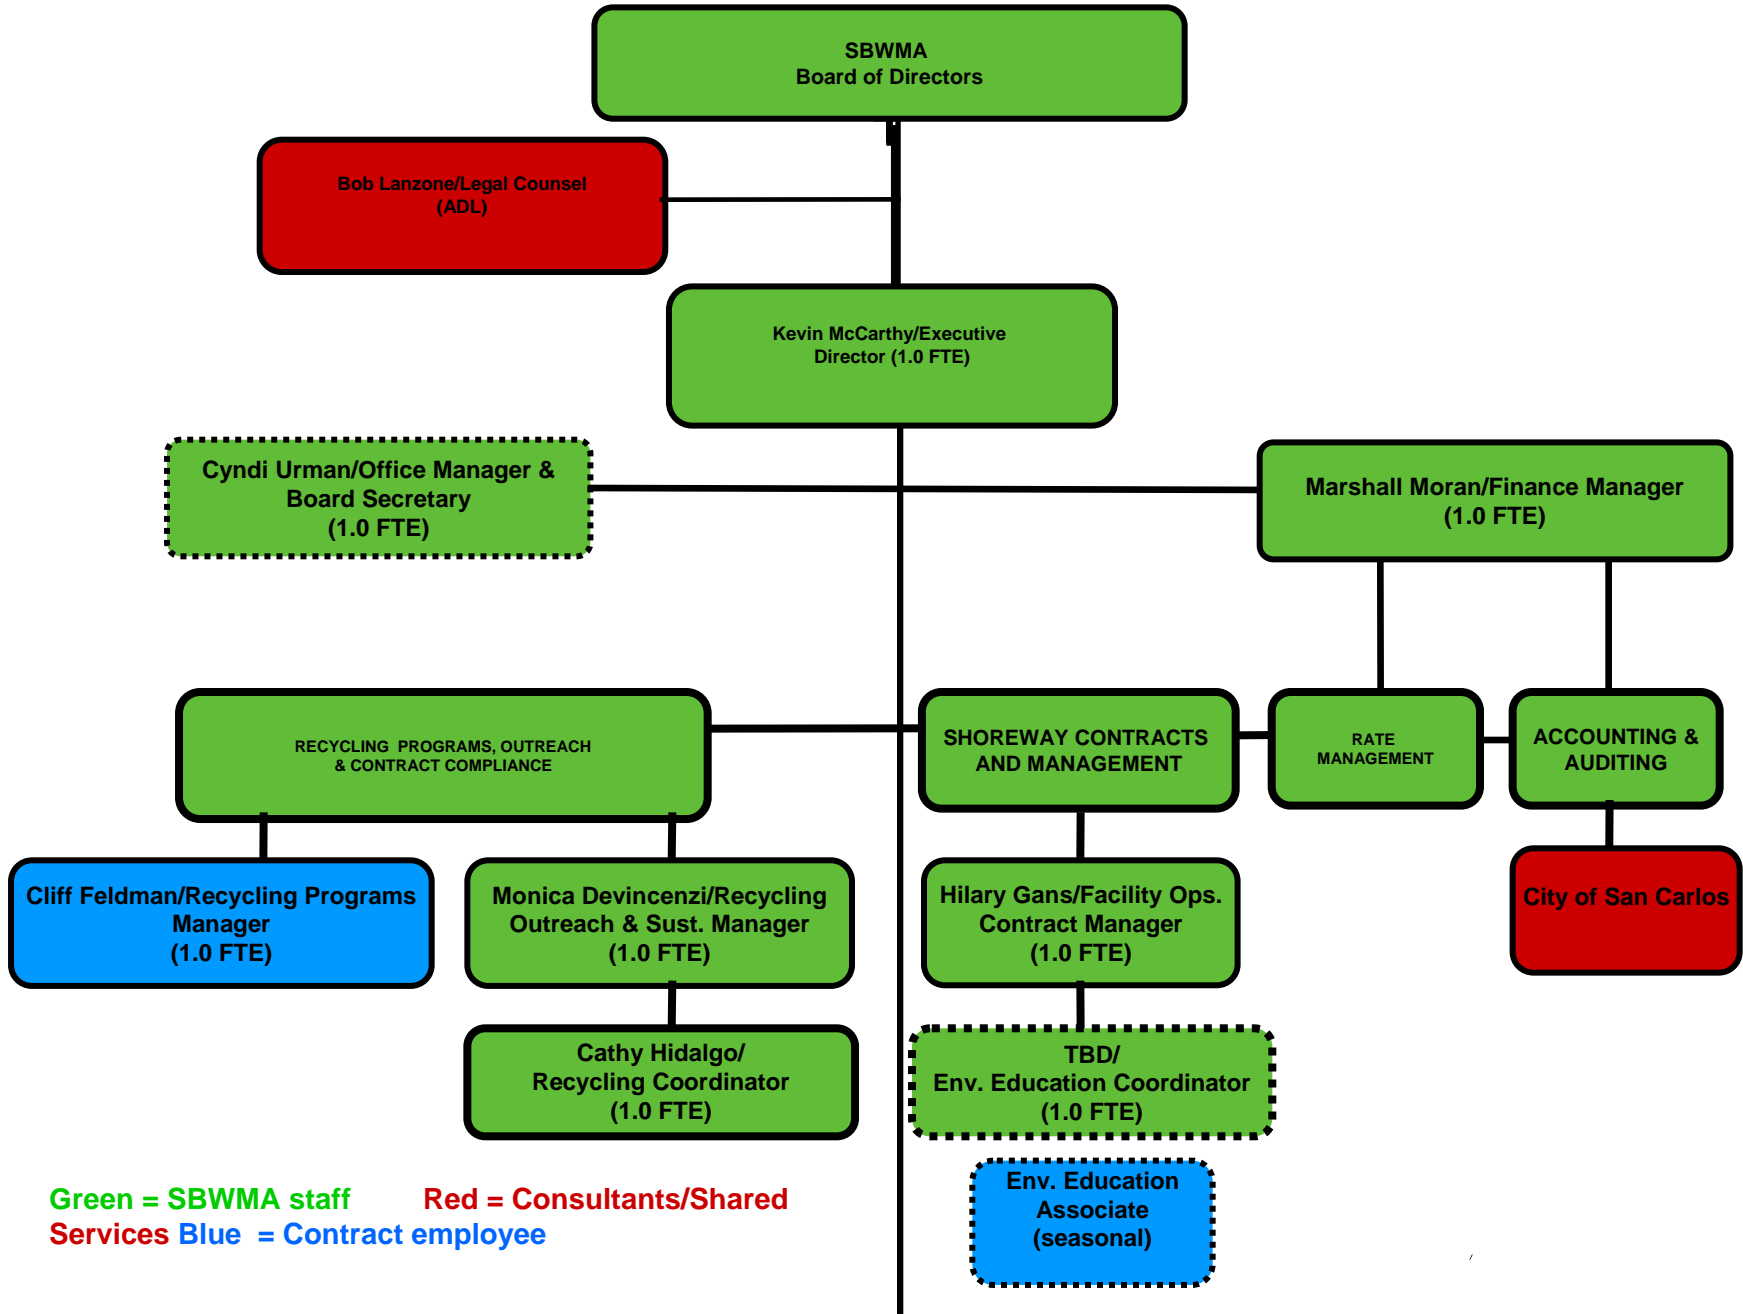 SBWMA
Board of Directors
Bob Lanzone/Legal Counsel
(ADL)
Kevin McCarthy/Executive
Director (1.0 FTE)
Cyndi Urman/Office Manager &
Board Secretary
(1.0 FTE)
Marshall Moran/Finance Manager
(1.0 FTE)
RECYCLING PROGRAMS, OUTREACH
& CONTRACT COMPLIANCE
SHOREWAY CONTRACTS
AND MANAGEMENT
RATE
MANAGEMENT
ACCOUNTING &
AUDITING
Cliff Feldman/Recycling Programs
Manager
(1.0 FTE)
Monica Devincenzi/Recycling
Outreach & Sust. Manager
(1.0 FTE)
Hilary Gans/Facility Ops.
Contract Manager
(1.0 FTE)
City of San Carlos
Cathy Hidalgo/
Recycling Coordinator
(1.0 FTE)
TBD/
Env. Education Coordinator
(1.0 FTE)
Env. Education
Associate
(seasonal)
Green = SBWMA staff Red = Consultants/Shared
Services Blue = Contract employee
/